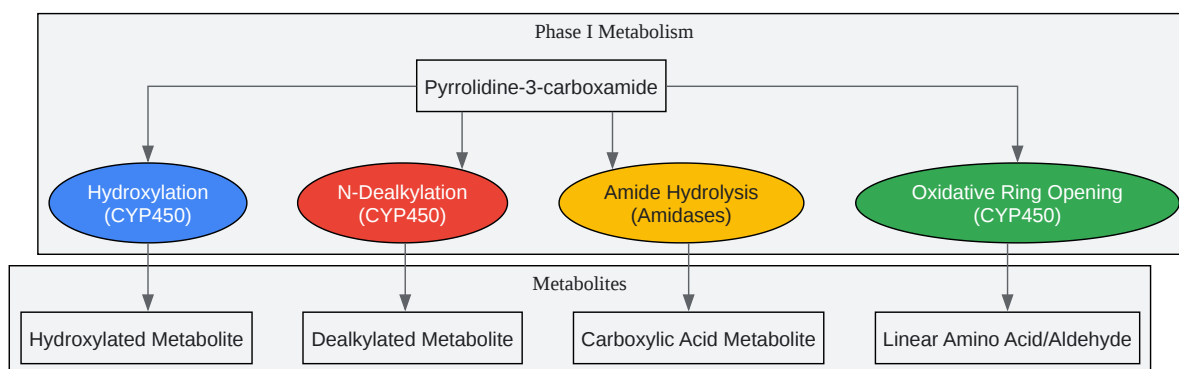 Phase I Metabolism
Pyrrolidine-3-carboxamide
Hydroxylation
(CYP450)
N-Dealkylation
(CYP450)
Amide Hydrolysis
(Amidases)
Oxidative Ring Opening
(CYP450)
Metabolites
Hydroxylated Metabolite
Dealkylated Metabolite
Carboxylic Acid Metabolite
Linear Amino Acid/Aldehyde